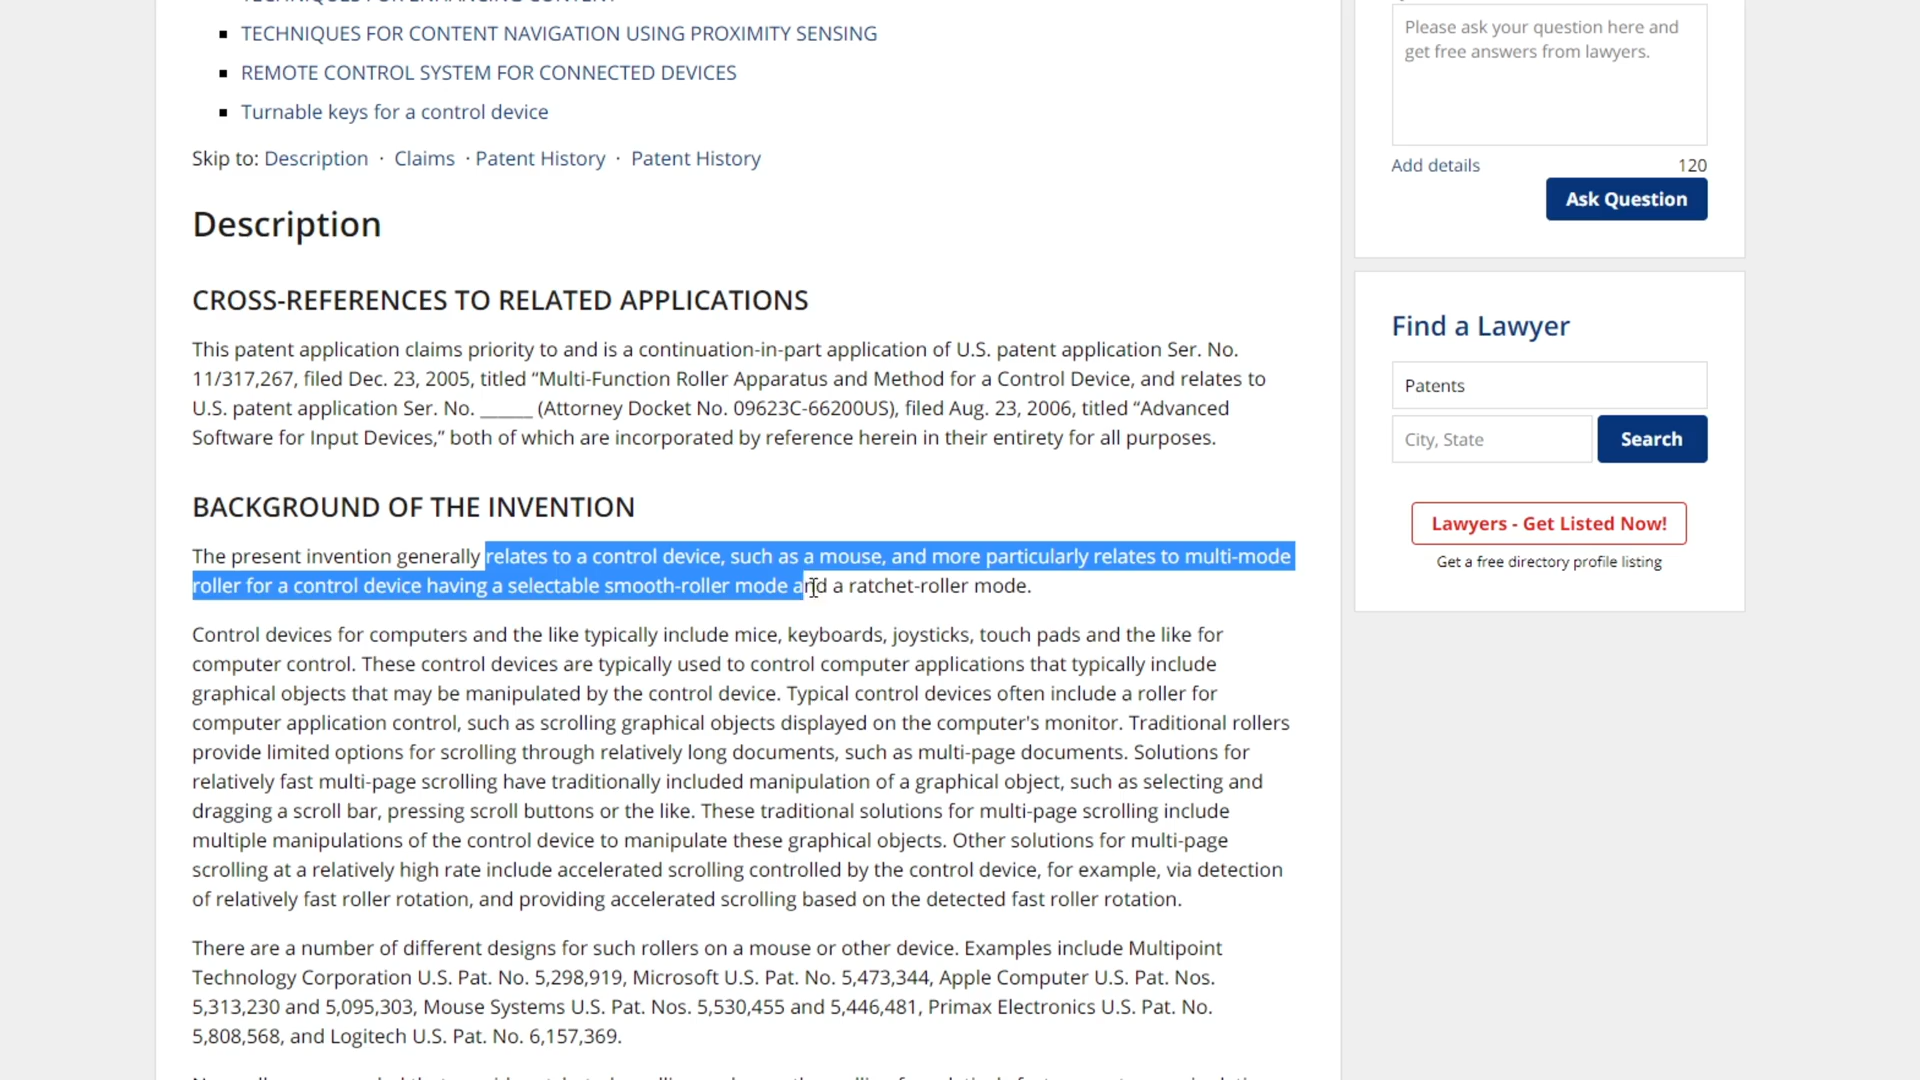 TECHNIQUES FOR ENHANCING CONTENT
TECHNIQUES FOR CONTENT NAVIGATION USING PROXIMITY SENSING
REMOTE CONTROL SYSTEM FOR CONNECTED DEVICES
Turnable keys for a control device
Skip to: Description · Claims · Patent History · Patent History
Description
CROSS-REFERENCES TO RELATED APPLICATIONS
This patent application claims priority to and is a continuation-in-part application of U.S. patent application Ser. No.
11/317,267, filed Dec. 23, 2005, titled “Multi-Function Roller Apparatus and Method for a Control Device, and relates to
U.S. patent application Ser. No. ______ (Attorney Docket No. 09623C-66200US), filed Aug. 23, 2006, titled “Advanced
Software for Input Devices,” both of which are incorporated by reference herein in their entirety for all purposes.
BACKGROUND OF THE INVENTION
The present invention generally relates to a control device, such as a mouse, and more particularly relates to multi-mode
roller for a control device having a selectable smooth-roller mode and a ratchet-roller mode.
Control devices for computers and the like typically include mice, keyboards, joysticks, touch pads and the like for
computer control. These control devices are typically used to control computer applications that typically include
graphical objects that may be manipulated by the control device. Typical control devices often include a roller for
computer application control, such as scrolling graphical objects displayed on the computer's monitor. Traditional rollers
provide limited options for scrolling through relatively long documents, such as multi-page documents. Solutions for
relatively fast multi-page scrolling have traditionally included manipulation of a graphical object, such as selecting and
dragging a scroll bar, pressing scroll buttons or the like. These traditional solutions for multi-page scrolling include
multiple manipulations of the control device to manipulate these graphical objects. Other solutions for multi-page
scrolling at a relatively high rate include accelerated scrolling controlled by the control device, for example, via detection
of relatively fast roller rotation, and providing accelerated scrolling based on the detected fast roller rotation.
There are a number of different designs for such rollers on a mouse or other device. Examples include Multipoint
Technology Corporation U.S. Pat. No. 5,298,919, Microsoft U.S. Pat. No. 5,473,344, Apple Computer U.S. Pat. Nos.
5,313,230 and 5,095,303, Mouse Systems U.S. Pat. Nos. 5,530,455 and 5,446,481, Primax Electronics U.S. Pat. No.
5,808,568, and Logitech U.S. Pat. No. 6,157,369.
Please ask your question here and
get free answers from lawyers.
Add details 120
Ask Question
Find a Lawyer
Patents
City, State
Search
Lawyers - Get Listed Now!
Get a free directory profile listing